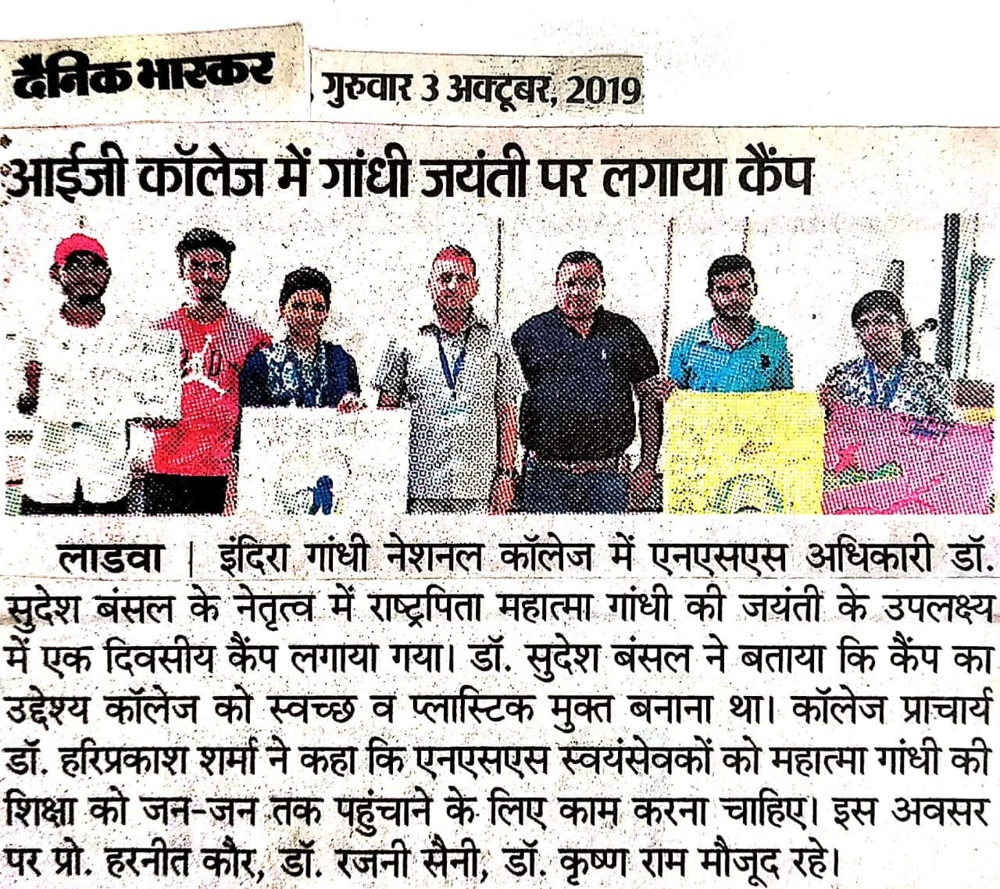 दैनिक भास्कर
, गुरुवार 3 अक्टूबर, 2019
आईजी कॉलेज में गांधी जयंती पर लगाया कैंप
लाडवा | इंदिरा गांधी नेशनल कॉलेज में एनएसएस अधिकारी डॉ.
सुदेश बंसल के नेतृत्व में राष्ट्रपिता महात्मा गांधी की जयंती के उपलक्ष्य
में एक दिवसीय कैंप लगाया गया। डॉ. सुदेश बंसल ने बताया कि कैंप का
उद्देश्य कॉलेज को स्वच्छ व प्लास्टिक मुक्त बनाना था। कॉलेज प्राचार्य
डॉ. हरिप्रकाश शर्मा ने कहा कि एनएसएस स्वयंसेवकों को महात्मा गांधी की
शिक्षा को जन-जन तक पहुंचाने के लिए काम करना चाहिए। इस अवसर
पर प्रो. हरनीत कौर, डॉ. रजनी सैनी, डॉ. कृष्ण राम मौजूद रहे।